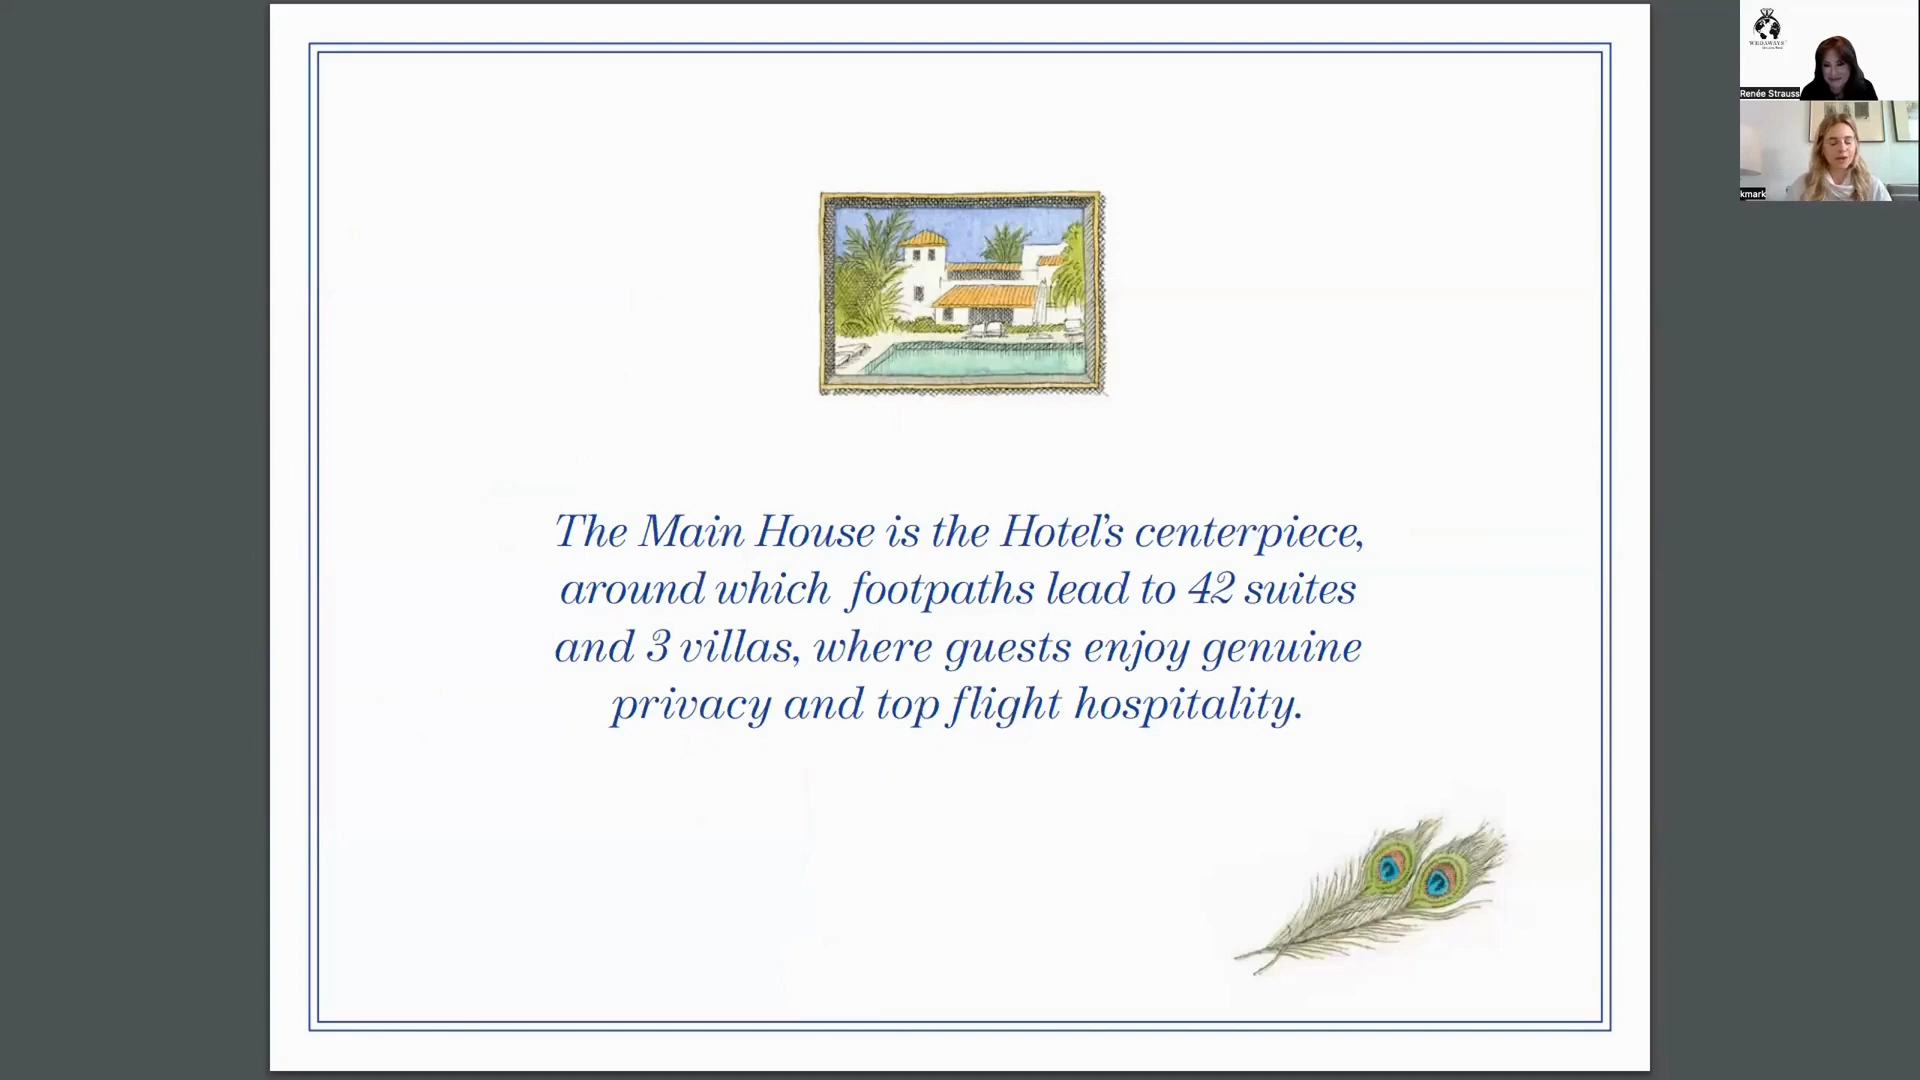 WEDAWAYS
Renée Strauss
kmark
The Main House is the Hotel's centerpiece,
around which footpaths lead to 42 suites
and 3 villas, where guests enjoy genuine
privacy and top flight hospitality.